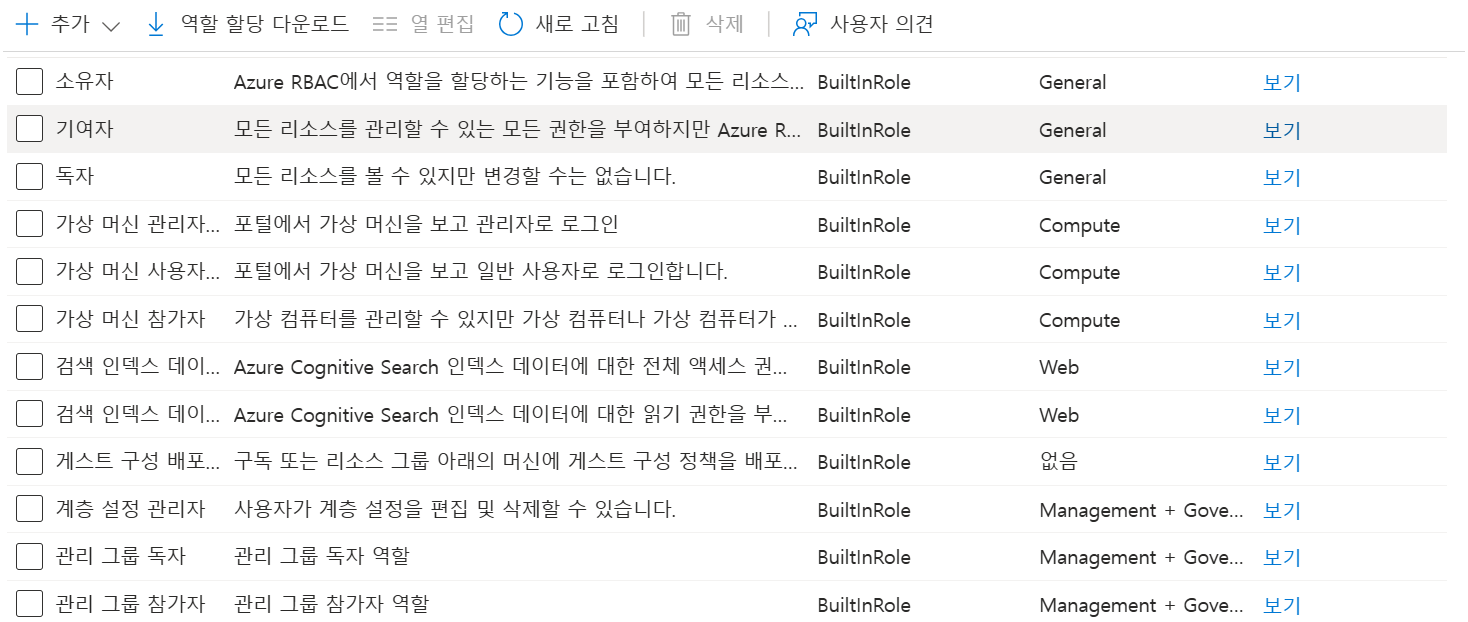 추가 역할 할당 다운로드 열 편집 새로 고침 삭제 사용자 의견
소유자 Azure RBAC에서 역할을 할당하는 기능을 포함하여 모든 리소스... BuiltInRole General 보기
기여자 모든 리소스를 관리할 수 있는 모든 권한을 부여하지만 Azure R... BuiltInRole General 보기
독자 모든 리소스를 볼 수 있지만 변경할 수는 없습니다. BuiltInRole General 보기
가상 머신 관리자... 포털에서 가상 머신을 보고 관리자로 로그인 BuiltInRole Compute 보기
가상 머신 사용자... 포털에서 가상 머신을 보고 일반 사용자로 로그인합니다. BuiltInRole Compute 보기
가상 머신 참가자 가상 컴퓨터를 관리할 수 있지만 가상 컴퓨터나 가상 컴퓨터가 ... BuiltInRole Compute 보기
검색 인덱스 데이... Azure Cognitive Search 인덱스 데이터에 대한 전체 액세스 권... BuiltInRole Web 보기
검색 인덱스 데이... Azure Cognitive Search 인덱스 데이터에 대한 읽기 권한을 부... BuiltInRole Web 보기
게스트 구성 배포... 구독 또는 리소스 그룹 아래의 머신에 게스트 구성 정책을 배포... BuiltInRole 없음 보기
계층 설정 관리자 사용자가 계층 설정을 편집 및 삭제할 수 있습니다. BuiltInRole Management + Gove... 보기
관리 그룹 독자 관리 그룹 독자 역할 BuiltInRole Management + Gove... 보기
관리 그룹 참가자 관리 그룹 참가자 역할 BuiltInRole Management + Gove... 보기